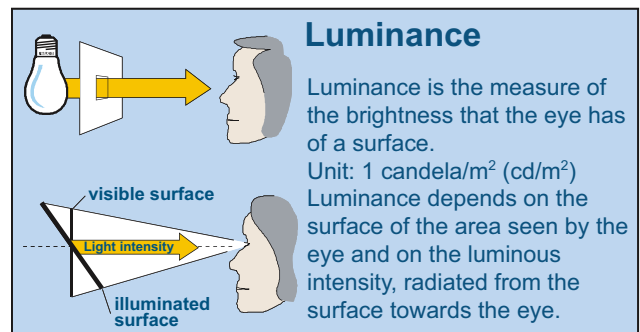 Luminance
Luminance is the measure of
the brightness that the eye has
of a surface.
Unit: 1 candela/m² (cd/m²)
Luminance depends on the
surface of the area seen by the
eye and on the luminous
intensity, radiated from the
surface towards the eye.
visible surface
Light intensity
illuminated
surface